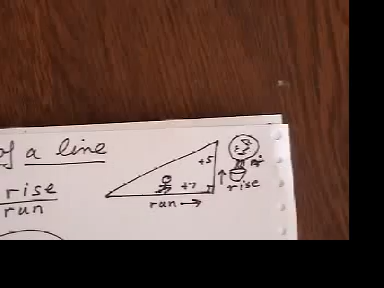 of a line
+5
rise
rise
+7
run
run →